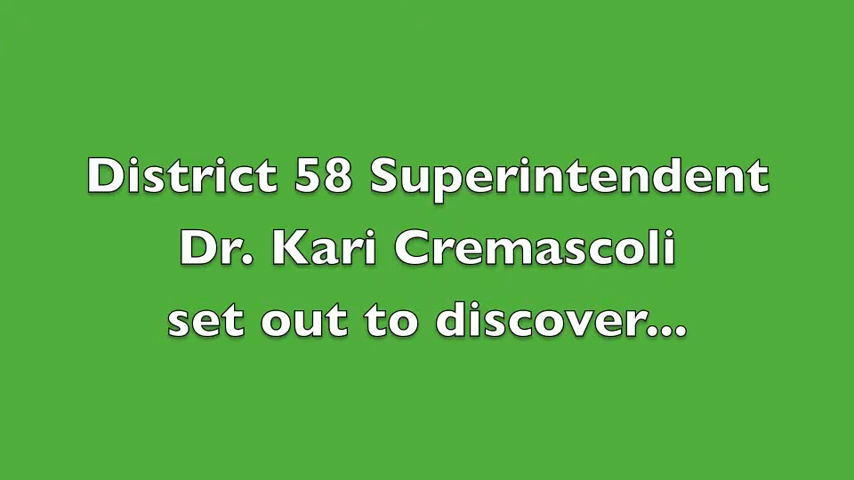 District 58 Superintendent
Dr. Kari Cremascoli
set out to discover...